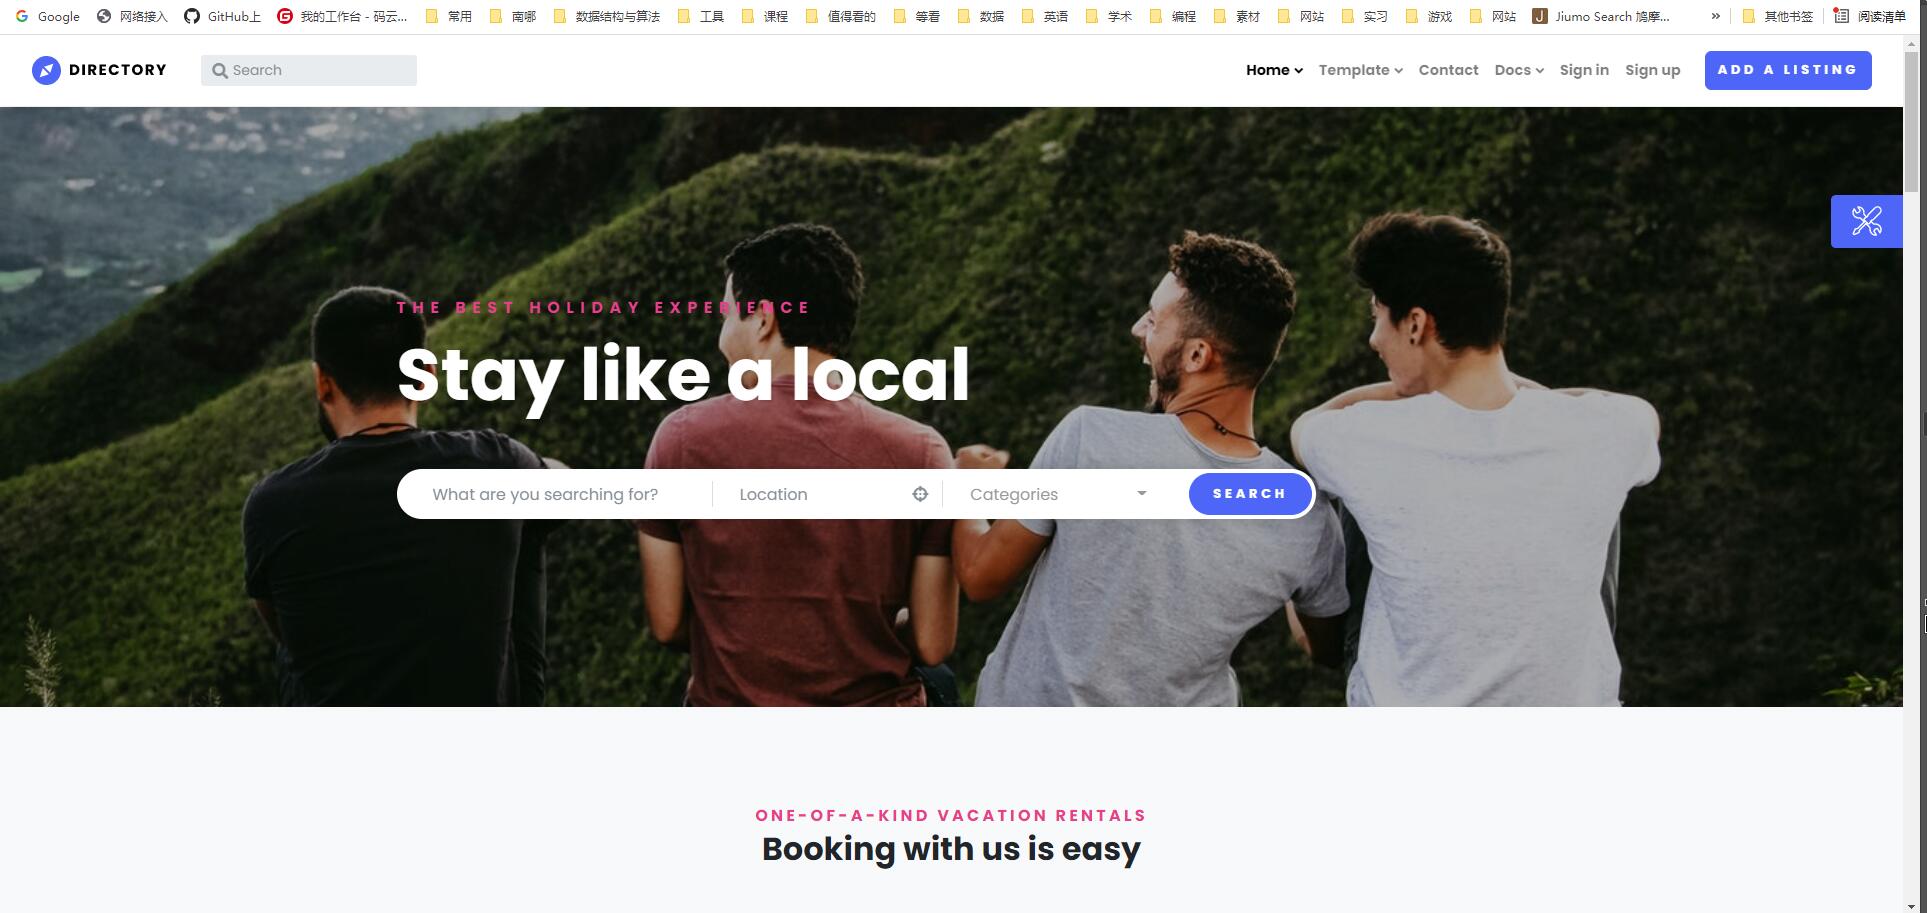 Google 网络接入 GitHub上 我的工作台 - 码云... 常用 南哪 数据结构与算法 工具 课程 值得看的 等看 数据 英语 学术 编程 素材 网站 实习 游戏 网站 Jiumo Search 鸠摩... » 其他书签 阅读清单
DIRECTORY Search Home Template Contact Docs Sign in Sign up ADD A LISTING
THE BEST HOLIDAY EXPERIENCE
Stay like a local
What are you searching for? Location Categories SEARCH
ONE-OF-A-KIND VACATION RENTALS
Booking with us is easy